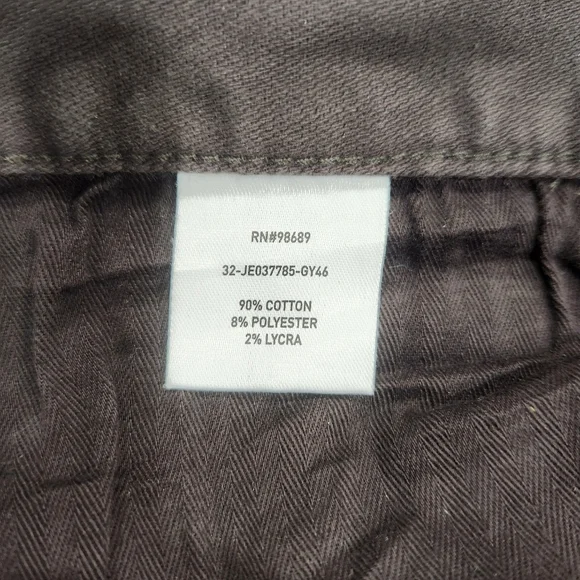 RN#98689
32-JE037785-GY46
90% COTTON
8% POLYESTER
2% LYCRA